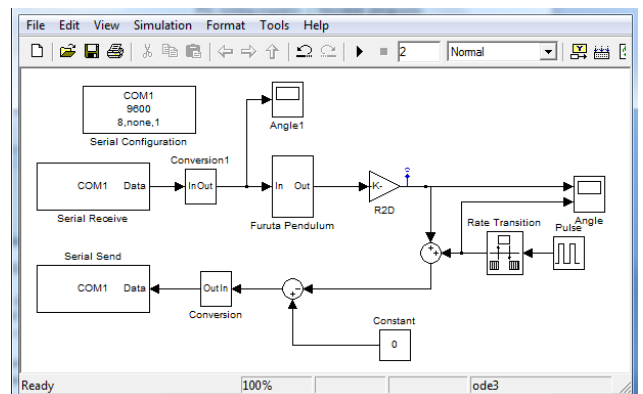 File Edit View Simulation Format Tools Help
2 Normal
COM1
9600
8,none,1
Serial Configuration
Angle1
Conversion1
COM1 Data
In Out
In Out
-K-
Serial Receive
Furuta Pendulum
R2D
Angle
Rate Transition
Pulse
Serial Send
COM1 Data
Out In
Conversion
Constant
0
Ready 100% ode3